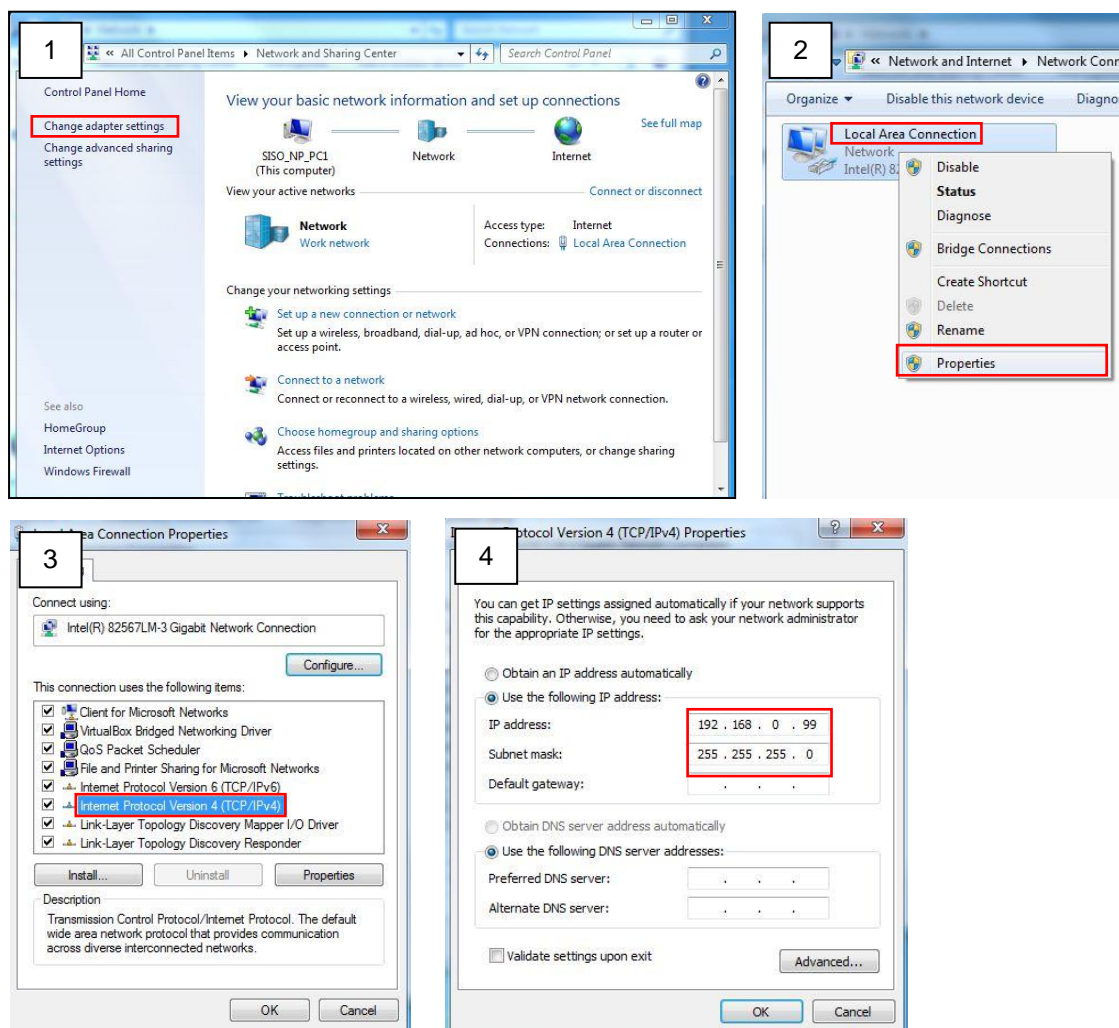 1
« All Control Panel Items ▸ Network and Sharing Center
Search Control Panel
Control Panel Home
Change adapter settings
Change advanced sharing
settings
View your basic network information and set up connections
See full map
SISO_NP_PC1
(This computer)
Network
Internet
View your active networks
Connect or disconnect
Network
Work network
Access type: Internet
Connections: Local Area Connection
Change your networking settings
Set up a new connection or network
Set up a wireless, broadband, dial-up, ad hoc, or VPN connection; or set up a router or
access point.
Connect to a network
Connect or reconnect to a wireless, wired, dial-up, or VPN network connection.
Choose homegroup and sharing options
Access files and printers located on other network computers, or change sharing
settings.
See also
HomeGroup
Internet Options
Windows Firewall
2
« Network and Internet ▸ Network Conn
Organize Disable this network device Diagno
Local Area Connection
Network
Intel(R) 8
Disable
Status
Diagnose
Bridge Connections
Create Shortcut
Delete
Rename
Properties
3
ea Connection Properties
Connect using:
Intel(R) 82567LM-3 Gigabit Network Connection
Configure...
This connection uses the following items:
Client for Microsoft Networks
VirtualBox Bridged Networking Driver
QoS Packet Scheduler
File and Printer Sharing for Microsoft Networks
Internet Protocol Version 6 (TCP/IPv6)
Internet Protocol Version 4 (TCP/IPv4)
Link-Layer Topology Discovery Mapper I/O Driver
Link-Layer Topology Discovery Responder
Install... Uninstall Properties
Description
Transmission Control Protocol/Internet Protocol. The default
wide area network protocol that provides communication
across diverse interconnected networks.
OK Cancel
4
otocol Version 4 (TCP/IPv4) Properties
You can get IP settings assigned automatically if your network supports
this capability. Otherwise, you need to ask your network administrator
for the appropriate IP settings.
Obtain an IP address automatically
Use the following IP address:
IP address: 192 . 168 . 0 . 99
Subnet mask: 255 . 255 . 255 . 0
Default gateway: . . .
Obtain DNS server address automatically
Use the following DNS server addresses:
Preferred DNS server: . . .
Alternate DNS server: . . .
Validate settings upon exit
Advanced...
OK Cancel